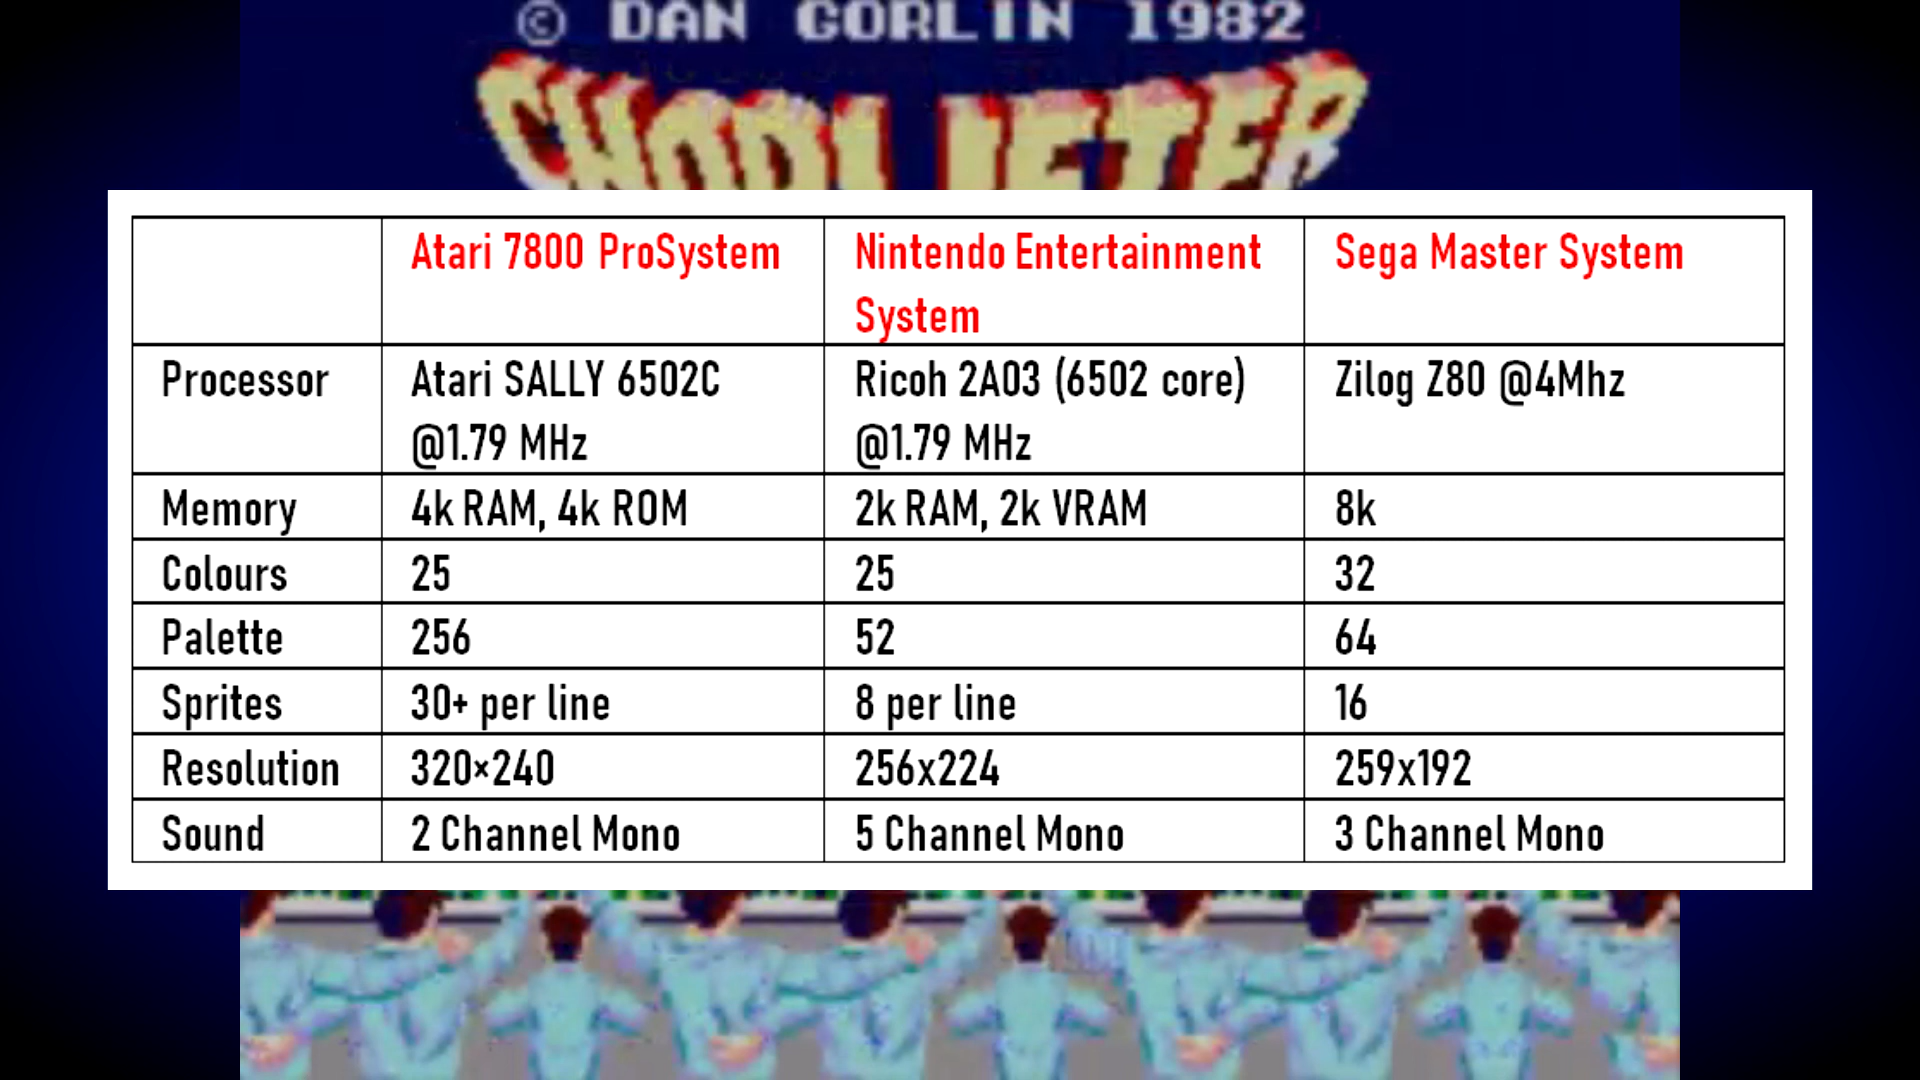 © DAN GORLIN 1982
CHOPLIFTER
Atari 7800 ProSystem
Nintendo Entertainment
System
Sega Master System
Processor
Atari SALLY 6502C
@1.79 MHz
Ricoh 2A03 (6502 core)
@1.79 MHz
Zilog Z80 @4Mhz
Memory
4k RAM, 4k ROM
2k RAM, 2k VRAM
8k
Colours
25
25
32
Palette
256
52
64
Sprites
30+ per line
8 per line
16
Resolution
320×240
256x224
259x192
Sound
2 Channel Mono
5 Channel Mono
3 Channel Mono